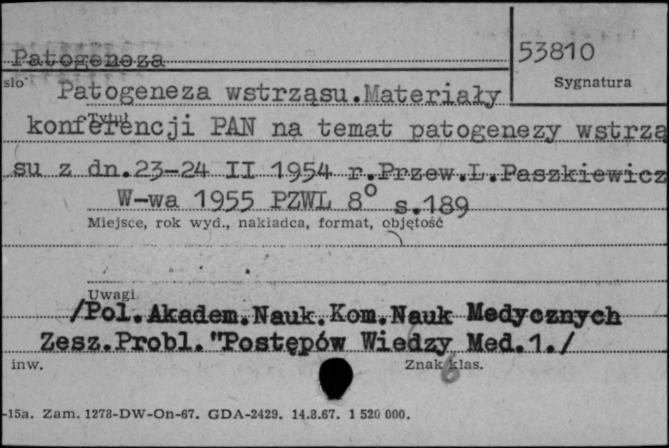 Patogeneza
53810
sło
Sygnatura
Patogeneza wstrząsu.Materiały
Tytuł
konferencji PAN na temat patogenezy wstrzą
su z dn.23-24 II 1954 r.Przew.L.Paszkiewicz
W-wa 1955 PZWL 8° s.189
Miejsce, rok wyd., nakładca, format, objętość
Uwagi
/Pol.Akadem.Nauk.Kom.Nauk Medycznych
Zesz.Probl."Postępów Wiedzy Med.1./
inw.
Znak klas.
6
-15a. Zam. 1278-DW-On-67. GDA-2429. 14.8.67. 1 520 000.